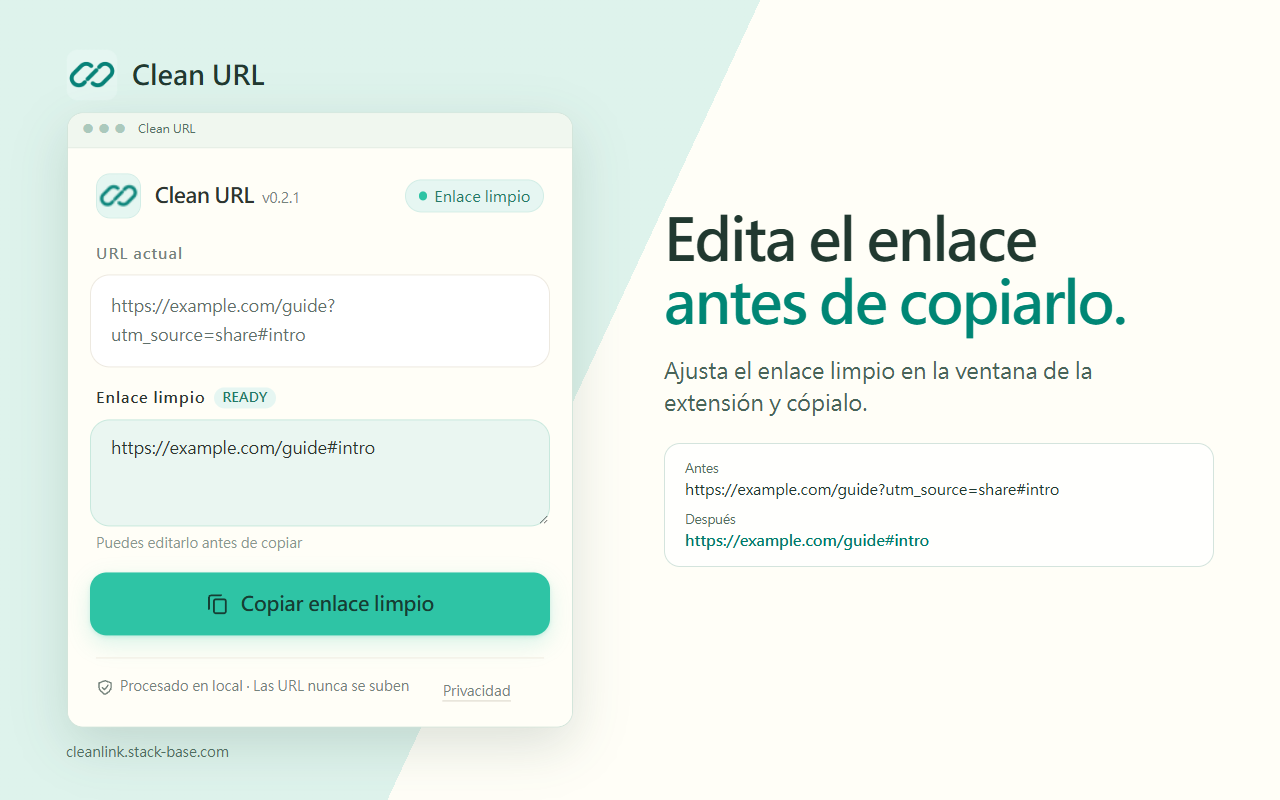 Clean URL
Clean URL
Clean URL v0.2.1
Enlace limpio
URL actual
https://example.com/guide?
utm_source=share#intro
Enlace limpio READY
https://example.com/guide#intro
Puedes editarlo antes de copiar
Copiar enlace limpio
Procesado en local · Las URL nunca se suben
Privacidad
cleanlink.stack-base.com
Edita el enlace
antes de copiarlo.
Ajusta el enlace limpio en la ventana de la
extensión y cópialo.
Antes
https://example.com/guide?utm_source=share#intro
Después
https://example.com/guide#intro